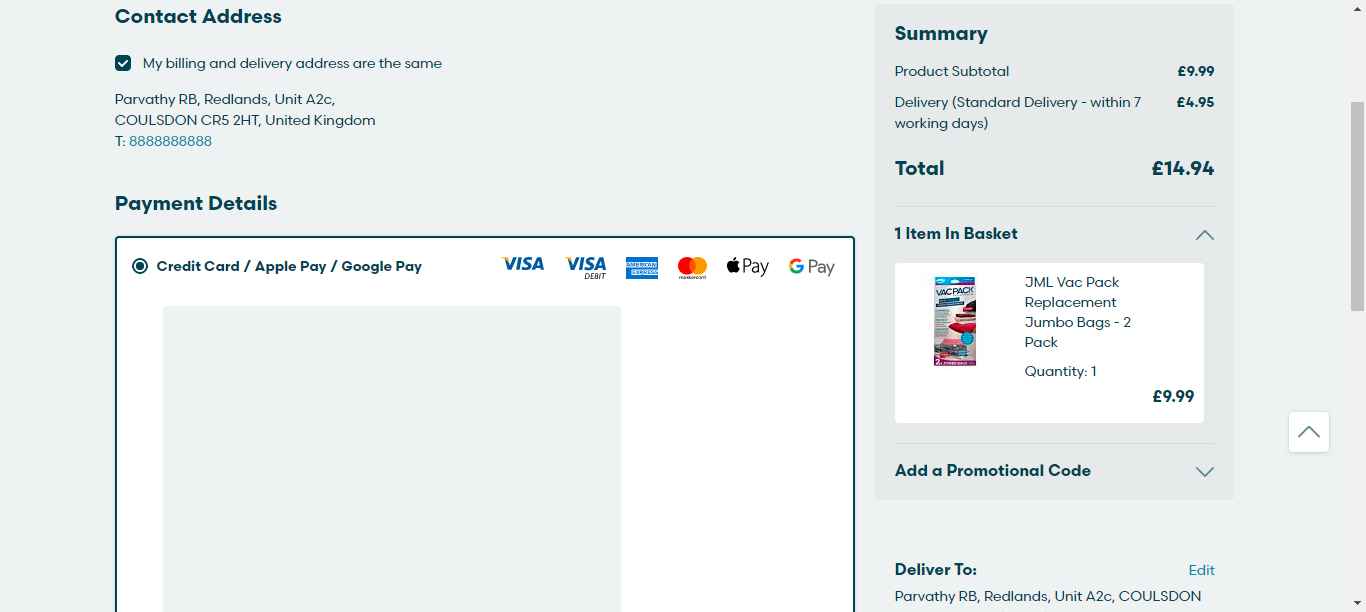 Contact Address
My billing and delivery address are the same
Parvathy RB, Redlands, Unit A2c,
COULSDON CR5 2HT, United Kingdom
T: 8888888888
Payment Details
Credit Card / Apple Pay / Google Pay
VISA
VISA
DEBIT
AMERICAN
EXPRESS
mastercard
Pay
G Pay
Summary
Product Subtotal £9.99
Delivery (Standard Delivery - within 7 £4.95
working days)
Total £14.94
1 Item In Basket
VACPACK
JML Vac Pack
Replacement
Jumbo Bags - 2
Pack
Quantity: 1
£9.99
Add a Promotional Code
Deliver To: Edit
Parvathy RB, Redlands, Unit A2c, COULSDON